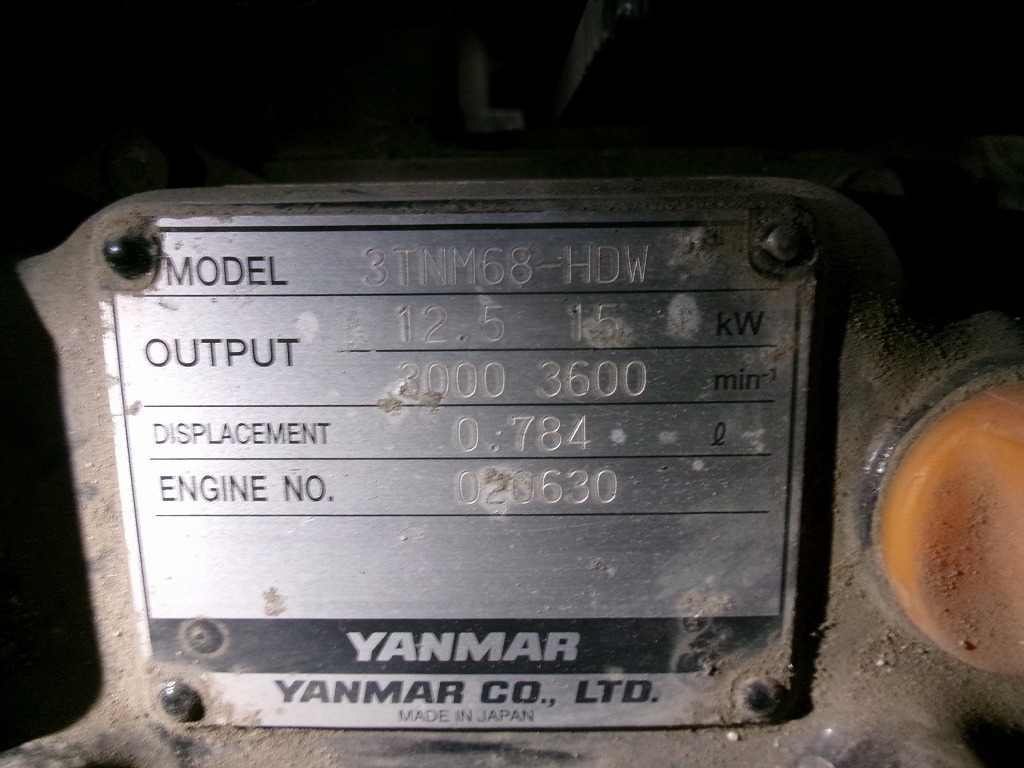 MODEL 3TNM68-HDW
OUTPUT 12.5 15 kW
3000 3600 min-1
DISPLACEMENT 0.784 ℓ
ENGINE NO. 020630
YANMAR
YANMAR CO., LTD.
MADE IN JAPAN